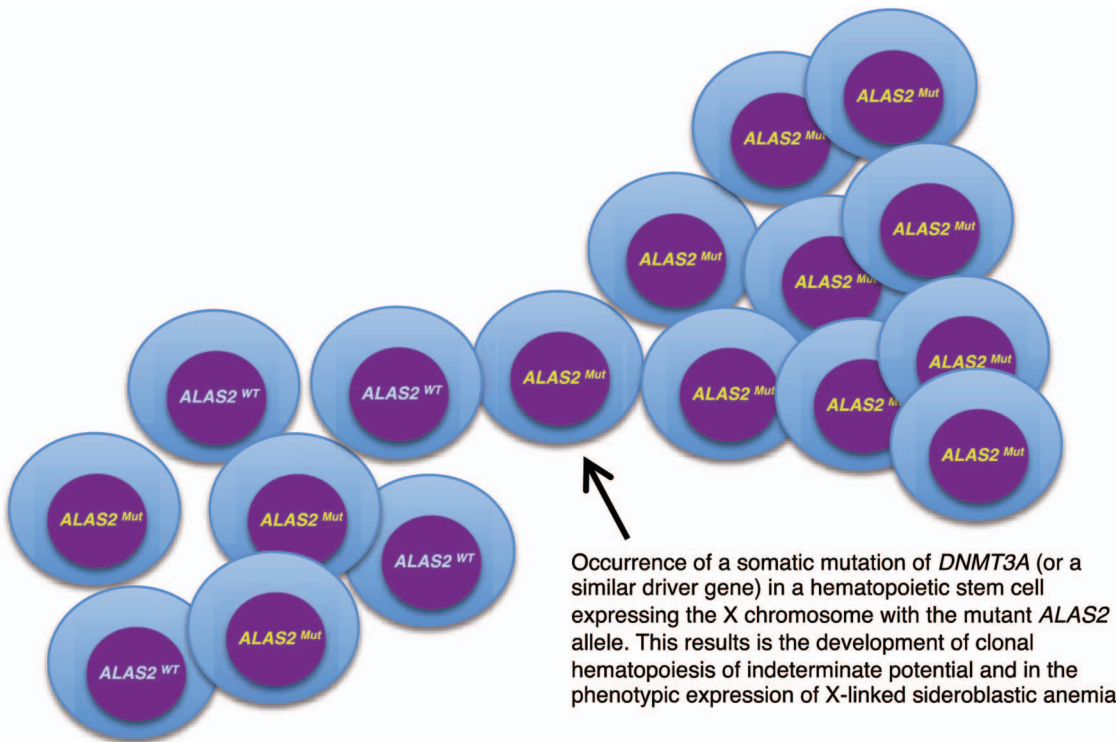 ALAS2 Mut
ALAS2 Mut
ALAS2 Mut
ALAS2 Mut
ALAS2 Mut
ALAS2 Mut
ALAS2 Mut
ALAS2 Mut
ALAS2 WT
ALAS2 WT
ALAS2 M
ALAS2 Mut
ALAS2 Mut
ALAS2 Mut
ALAS2 WT
ALAS2 Mut
ALAS2 WT
Occurrence of a somatic mutation of DNMT3A (or a
similar driver gene) in a hematopoietic stem cell
expressing the X chromosome with the mutant ALAS2
allele. This results is the development of clonal
hematopoiesis of indeterminate potential and in the
phenotypic expression of X-linked sideroblastic anemia